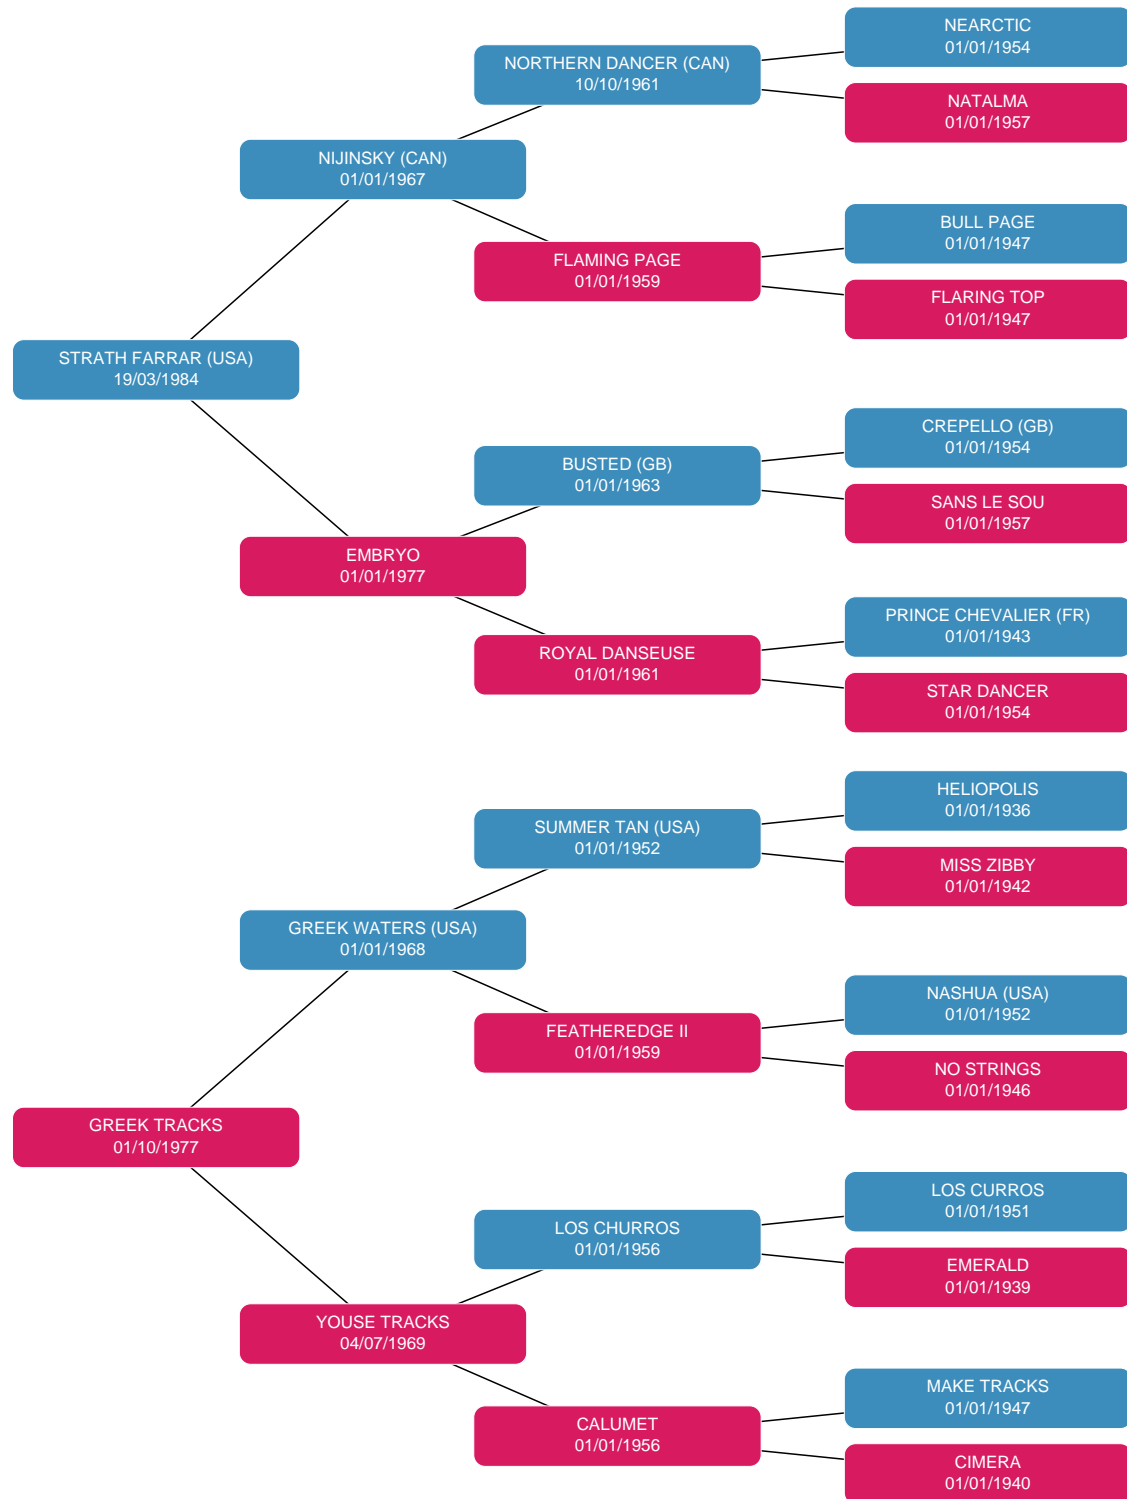 NEARCTIC
01/01/1954
NORTHERN DANCER (CAN)
10/10/1961
NATALMA
01/01/1957
NIJINSKY (CAN)
01/01/1967
BULL PAGE
01/01/1947
FLAMING PAGE
01/01/1959
FLARING TOP
01/01/1947
STRATH FARRAR (USA)
19/03/1984
CREPELLO (GB)
01/01/1954
BUSTED (GB)
01/01/1963
SANS LE SOU
01/01/1957
EMBRYO
01/01/1977
PRINCE CHEVALIER (FR)
01/01/1943
ROYAL DANSEUSE
01/01/1961
STAR DANCER
01/01/1954
HELIOPOLIS
01/01/1936
SUMMER TAN (USA)
01/01/1952
MISS ZIBBY
01/01/1942
GREEK WATERS (USA)
01/01/1968
NASHUA (USA)
01/01/1952
FEATHEREDGE II
01/01/1959
NO STRINGS
01/01/1946
GREEK TRACKS
01/10/1977
LOS CURROS
01/01/1951
LOS CHURROS
01/01/1956
EMERALD
01/01/1939
YOUSE TRACKS
04/07/1969
MAKE TRACKS
01/01/1947
CALUMET
01/01/1956
CIMERA
01/01/1940